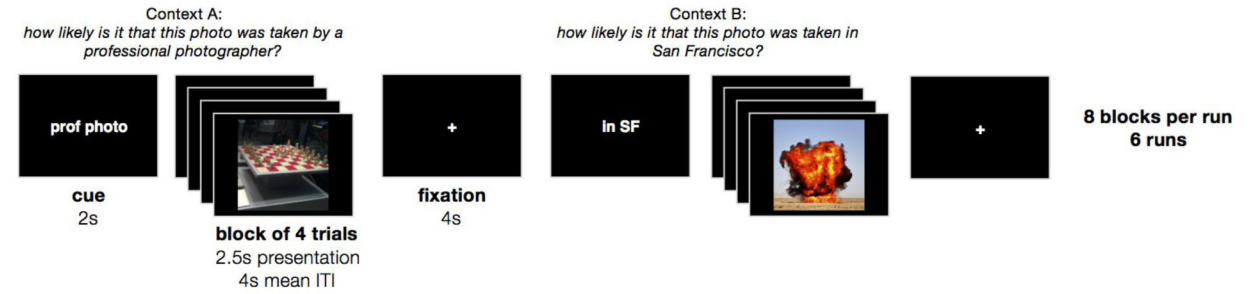 Context A:
how likely is it that this photo was taken by a
professional photographer?
Context B:
how likely is it that this photo was taken in
San Francisco?
prof photo
+
in SF
+
8 blocks per run
6 runs
cue
2s
block of 4 trials
2.5s presentation
4s mean ITI
fixation
4s